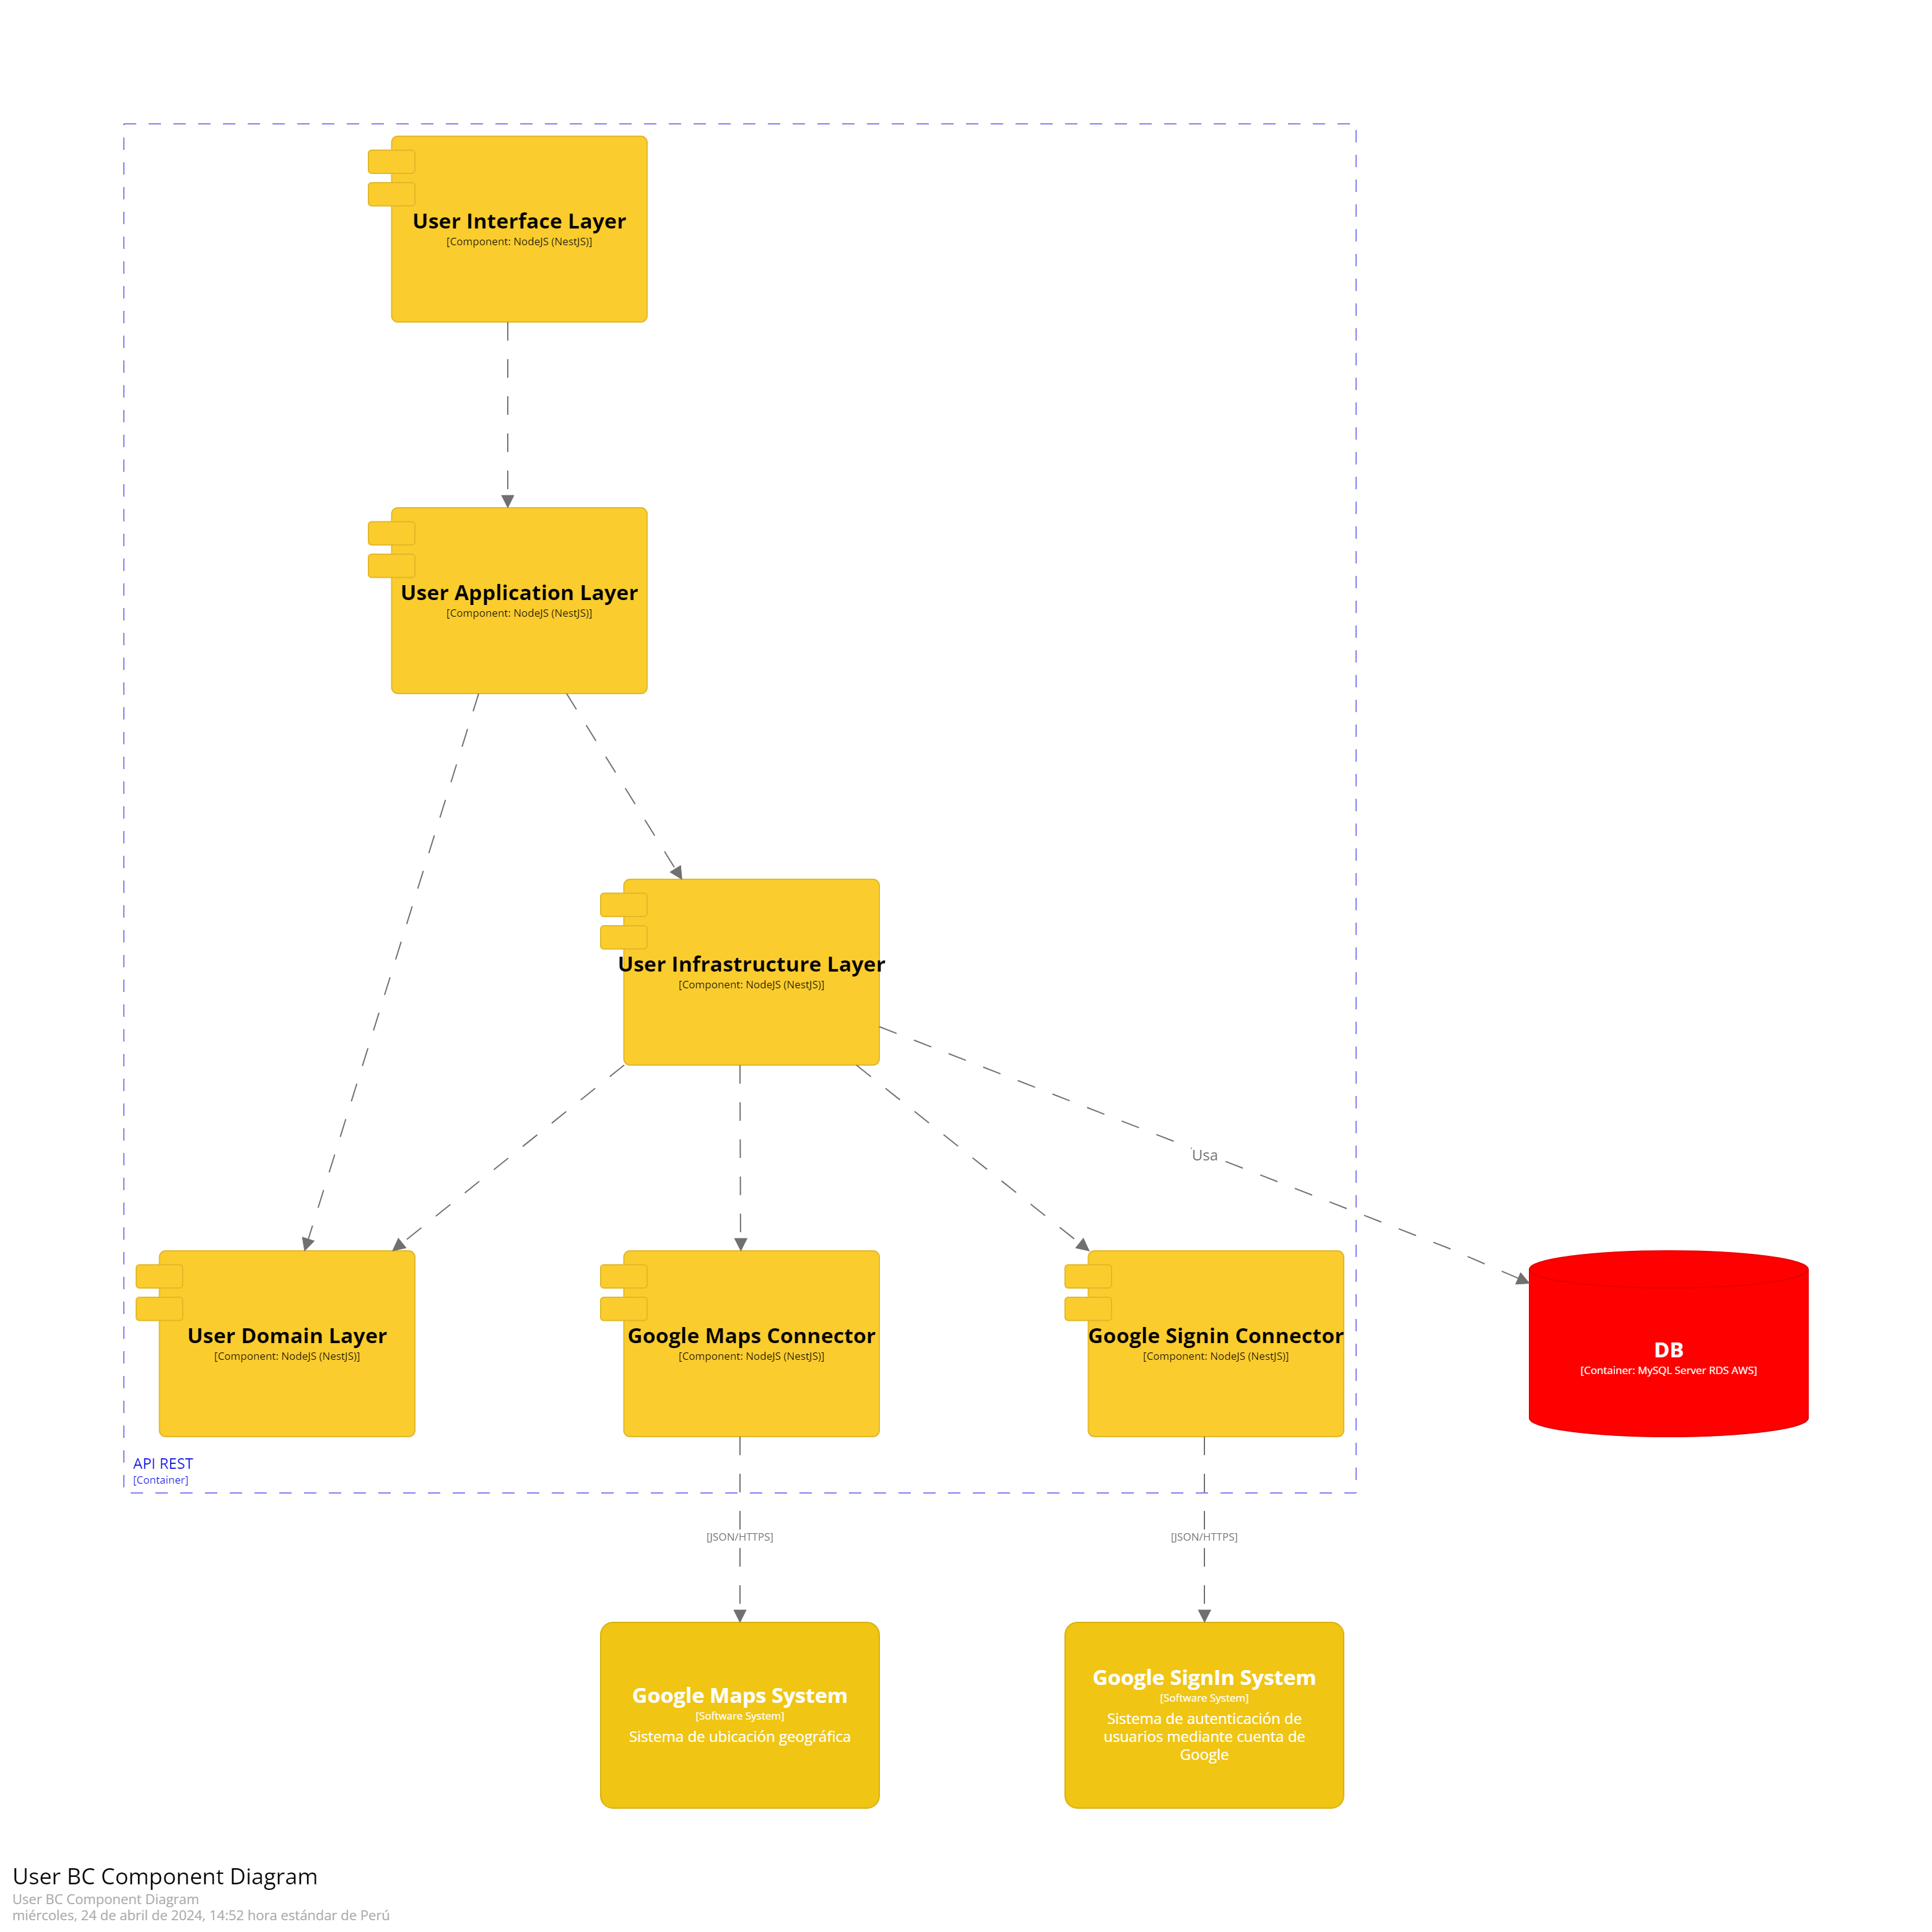 User Interface Layer
[Component: NodeJS (NestJS)]
User Application Layer
[Component: NodeJS (NestJS)]
User Infrastructure Layer
[Component: NodeJS (NestJS)]
Usa
User Domain Layer
[Component: NodeJS (NestJS)]
Google Maps Connector
[Component: NodeJS (NestJS)]
Google Signin Connector
[Component: NodeJS (NestJS)]
DB
[Container: MySQL Server RDS AWS]
API REST
[Container]
[JSON/HTTPS]
[JSON/HTTPS]
Google Maps System
[Software System]
Sistema de ubicación geográfica
Google SignIn System
[Software System]
Sistema de autenticación de
usuarios mediante cuenta de
Google
User BC Component Diagram
User BC Component Diagram
miércoles, 24 de abril de 2024, 14:52 hora estándar de Perú